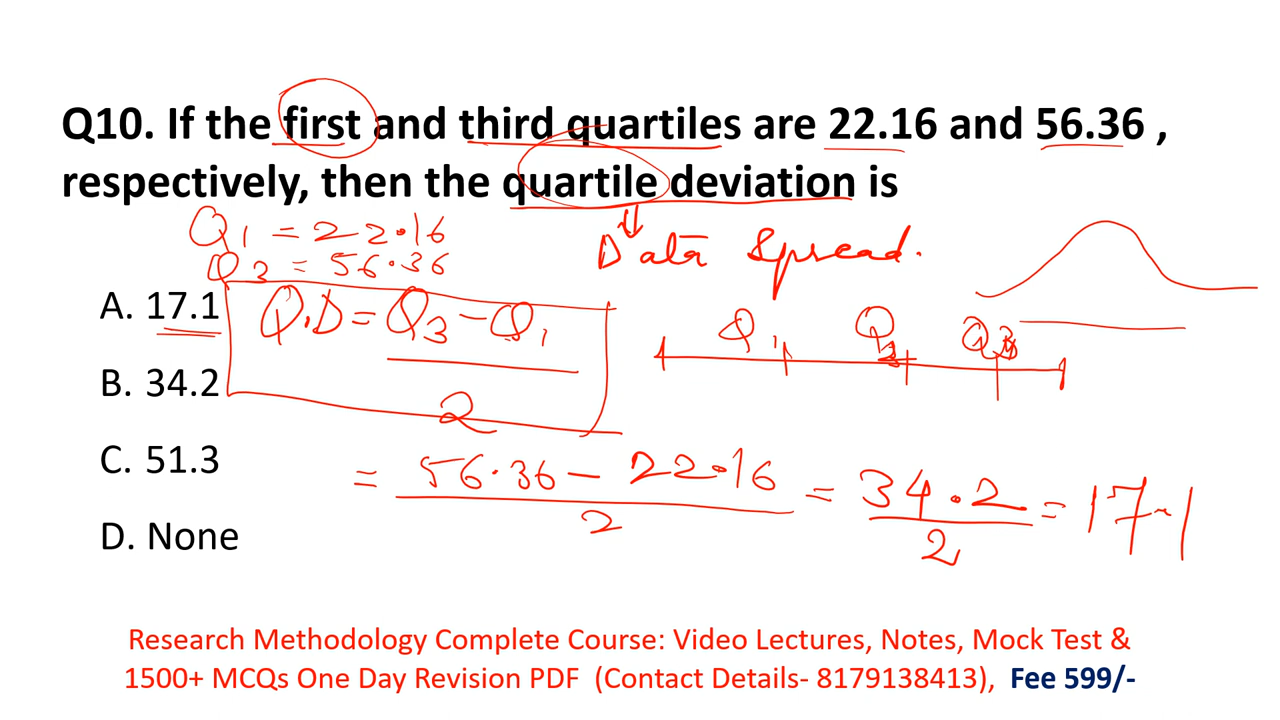 Q10. If the first and third quartiles are 22.16 and 56.36 ,
respectively, then the quartile deviation is
Q1 = 22.16
Q3 = 56.36
Data Spread.
A. 17.1
Q.D = Q3 - Q1
2
Q1
B. 34.2
C. 51.3
= 56.36 - 22.16 = 34.2 = 17.1
2 2
D. None
Research Methodology Complete Course: Video Lectures, Notes, Mock Test &
1500+ MCQs One Day Revision PDF (Contact Details- 8179138413), Fee 599/-